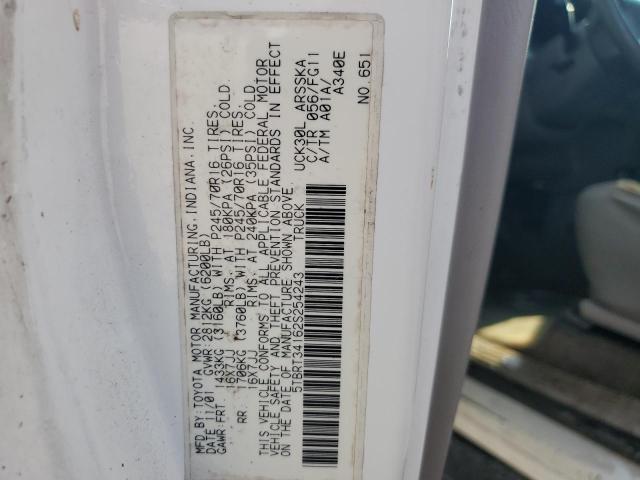 MFD BY: TOYOTA MOTOR MANUFACTURING, INDIANA, INC.
DATE 11/01 GVWR:2812KG (6200LB)
GAWR:FRT 1433KG (3160LB) WITH P245/70R16 TIRES,
16X7JJ RIMS, AT 180KPA (26PSI) COLD
RR 1706KG (3760LB) WITH P245/70R16 TIRES,
16X7JJ RIMS, AT 240KPA (35PSI) COLD
THIS VEHICLE CONFORMS TO ALL APPLICABLE FEDERAL MOTOR
VEHICLE SAFETY AND THEFT PREVENTION STANDARDS IN EFFECT
ON THE DATE OF MANUFACTURE SHOWN ABOVE
5TBRT34162S254243 TRUCK
UCK30L ARSSKA
C/TR 056/FG11
A/TM A01A/
A340E
NO.651